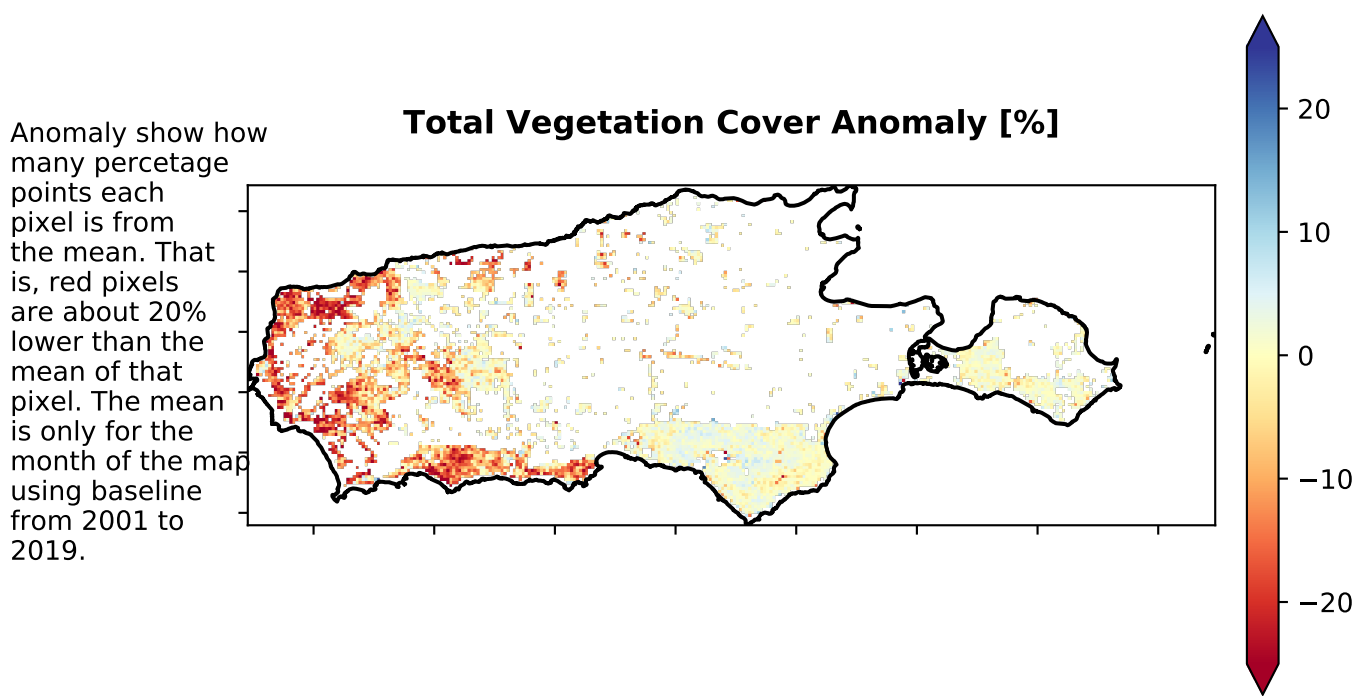 Total Vegetation Cover Anomaly [%]
Anomaly show how
many percetage
points each
pixel is from
the mean. That
is, red pixels
are about 20%
lower than the
mean of that
pixel. The mean
is only for the
month of the map
using baseline
from 2001 to
2019.
20
10
0
−10
−20